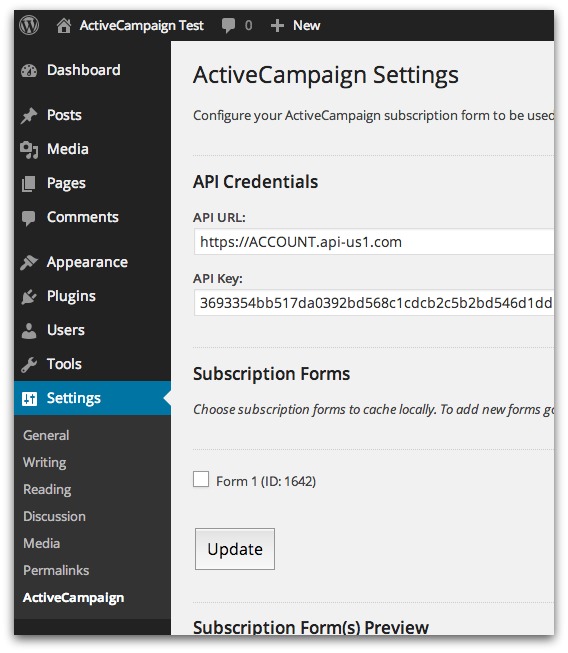 ActiveCampaign Test 0 New
Dashboard
Posts
Media
Pages
Comments
Appearance
Plugins
Users
Tools
Settings
General
Writing
Reading
Discussion
Media
Permalinks
ActiveCampaign
ActiveCampaign Settings
Configure your ActiveCampaign subscription form to be used
API Credentials
API URL:
https://ACCOUNT.api-us1.com
API Key:
3693354bb517da0392bd568c1cdcb2c5b2bd546d1dd
Subscription Forms
Choose subscription forms to cache locally. To add new forms go
Form 1 (ID: 1642)
Update
Subscription Form(s) Preview